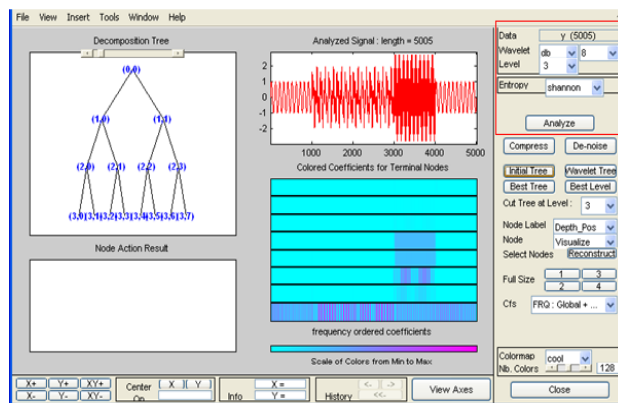 File View Insert Tools Window Help
Decomposition Tree
(0,0)
(1,0) (1,1)
(2,0) (2,1) (2,2) (2,3)
(3,0)(3,1)(3,2)(3,3)(3,4)(3,5)(3,6)(3,7)
Node Action Result
Analyzed Signal : length = 5005
2
1
0
-1
-2
1000 2000 3000 4000 5000
Colored Coefficients for Terminal Nodes
frequency ordered coefficients
Scale of Colors from Min to Max
Data y (5005)
Wavelet db 8
Level 3
Entropy shannon
Analyze
Compress De-noise
Initial Tree Wavelet Tree
Best Tree Best Level
Cut Tree at Level : 3
Node Label Depth_Pos
Node Visualize
Select Nodes Reconstruct
Full Size 1 3
2 4
Cfs FRQ : Global + ...
Colormap cool
Nb. Colors 128
X+ Y+ XY+
X- Y- XY-
Center On X Y
Info X =
Y =
History <- ->
<<-
View Axes
Close